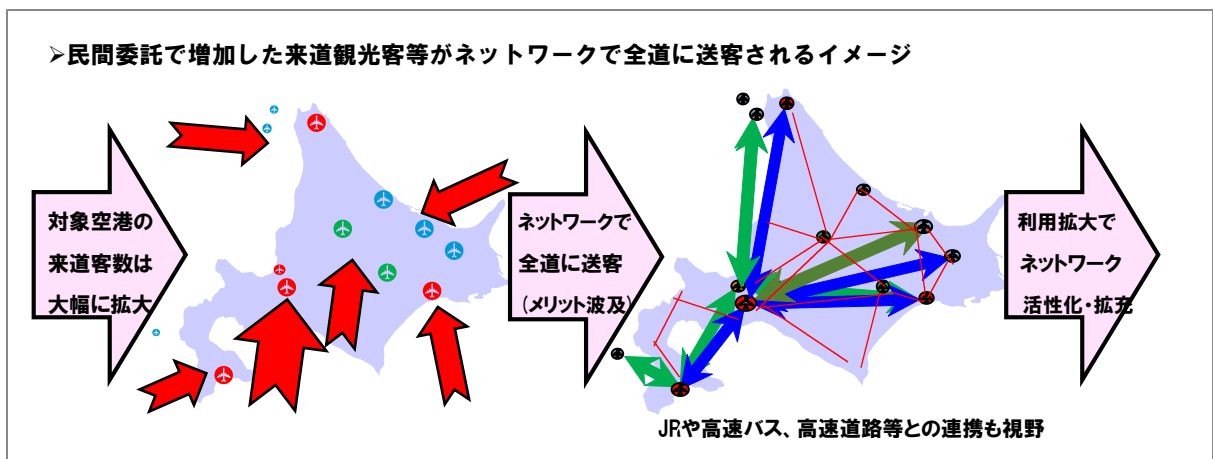 ➢民間委託で増加した来道観光客等がネットワークで全道に送客されるイメージ
対象空港の
来道客数は
大幅に拡大
ネットワークで
全道に送客
(メリット波及)
利用拡大で
ネットワーク
活性化・拡充
JRや高速バス、高速道路等との連携も視野